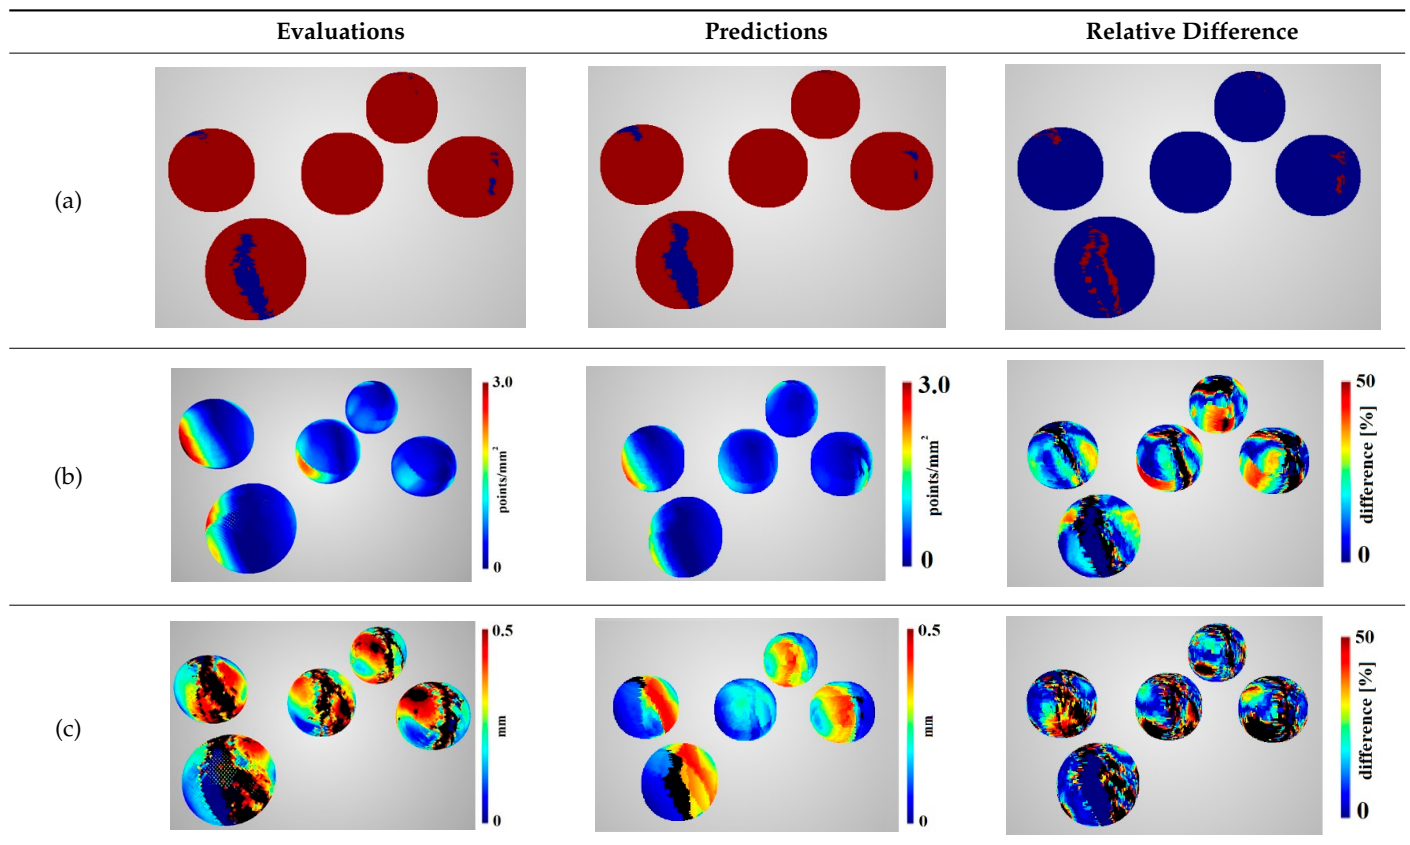 Evaluations Predictions Relative Difference
(a)
(b)
3.0
points/mm²
0
3.0
points/mm²
0
50
difference [%]
0
(c)
0.5
mm
0
0.5
mm
0
50
difference [%]
0